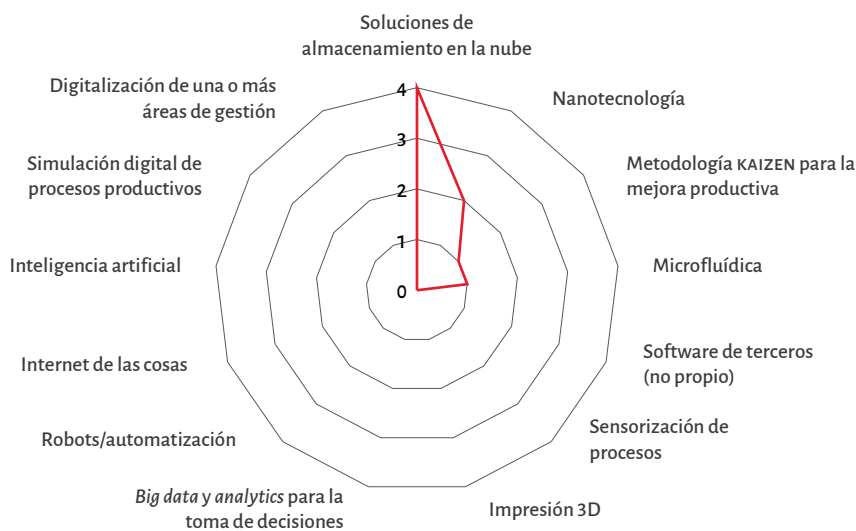 Soluciones de
almacenamiento en la nube
Nanotecnología
Metodología KAIZEN para la
mejora productiva
Microfluídica
Software de terceros
(no propio)
Sensorización de
procesos
Impresión 3D
Big data y analytics para la
toma de decisiones
Robots/automatización
Internet de las cosas
Inteligencia artificial
Simulación digital de
procesos productivos
Digitalización de una o más
áreas de gestión
4
3
2
1
0